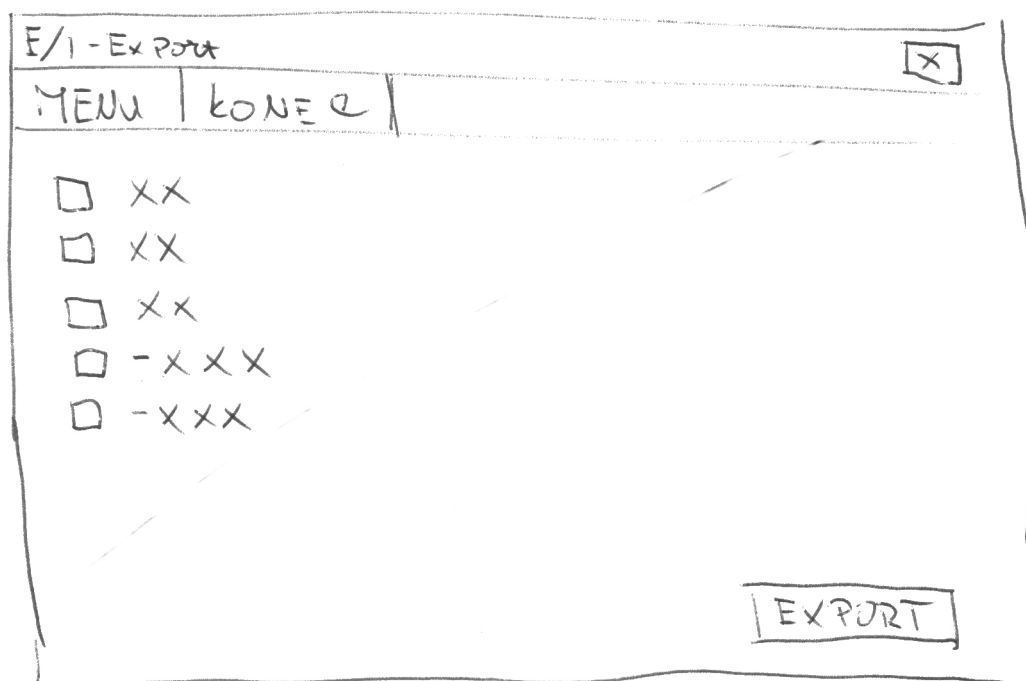 E/1-Export
X
MENU KONEC
XX
XX
XX
-XXX
-XXX
EXPORT